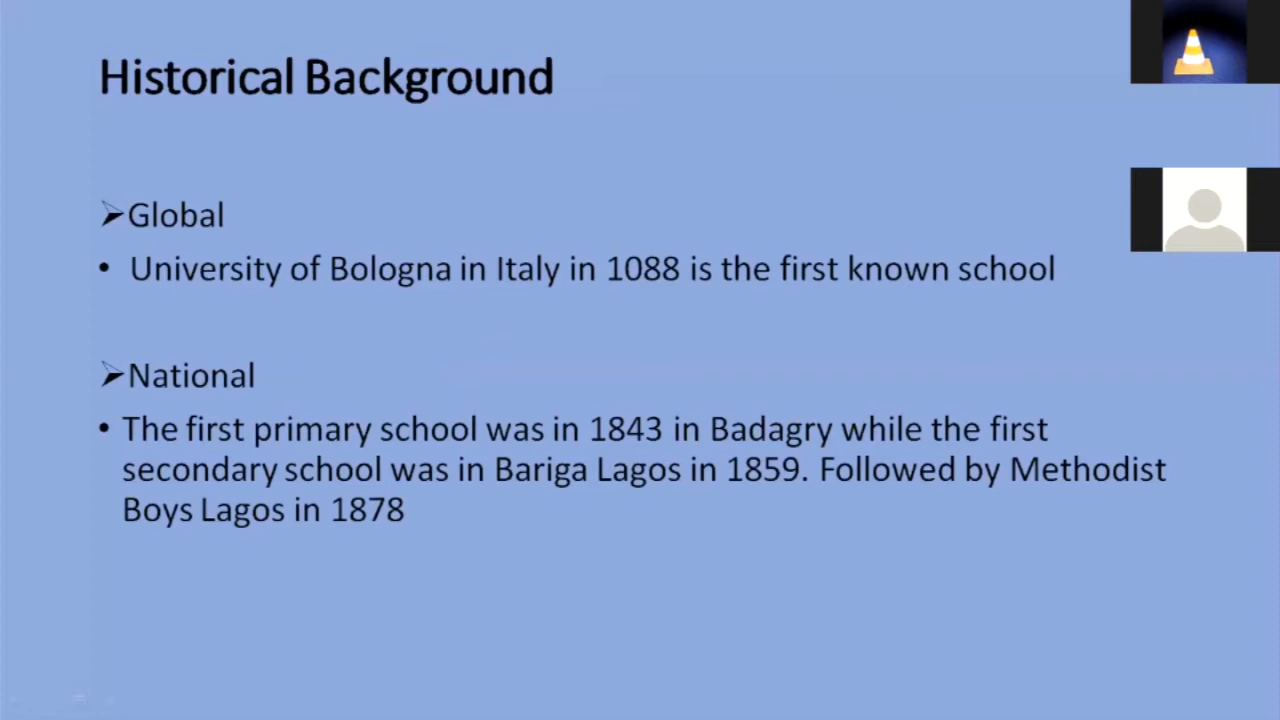 Historical Background
➢Global
• University of Bologna in Italy in 1088 is the first known school
➢National
• The first primary school was in 1843 in Badagry while the first
secondary school was in Bariga Lagos in 1859. Followed by Methodist
Boys Lagos in 1878